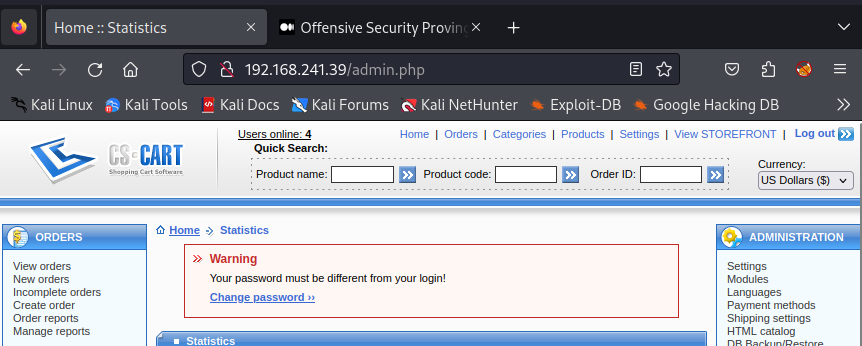 Home :: Statistics
Offensive Security Proving
192.168.241.39/admin.php
Kali Linux
Kali Tools
Kali Docs
Kali Forums
Kali NetHunter
Exploit-DB
Google Hacking DB
CS-CART
Shopping Cart Software
Users online: 4
Home | Orders | Categories | Products | Settings | View STOREFRONT | Log out
Quick Search:
Product name:
Product code:
Order ID:
Currency:
US Dollars ($)
ORDERS
View orders
New orders
Incomplete orders
Create order
Order reports
Manage reports
Home
Statistics
Warning
Your password must be different from your login!
Change password ››
Statistics
ADMINISTRATION
Settings
Modules
Languages
Payment methods
Shipping settings
HTML catalog
DB Backup/Restore